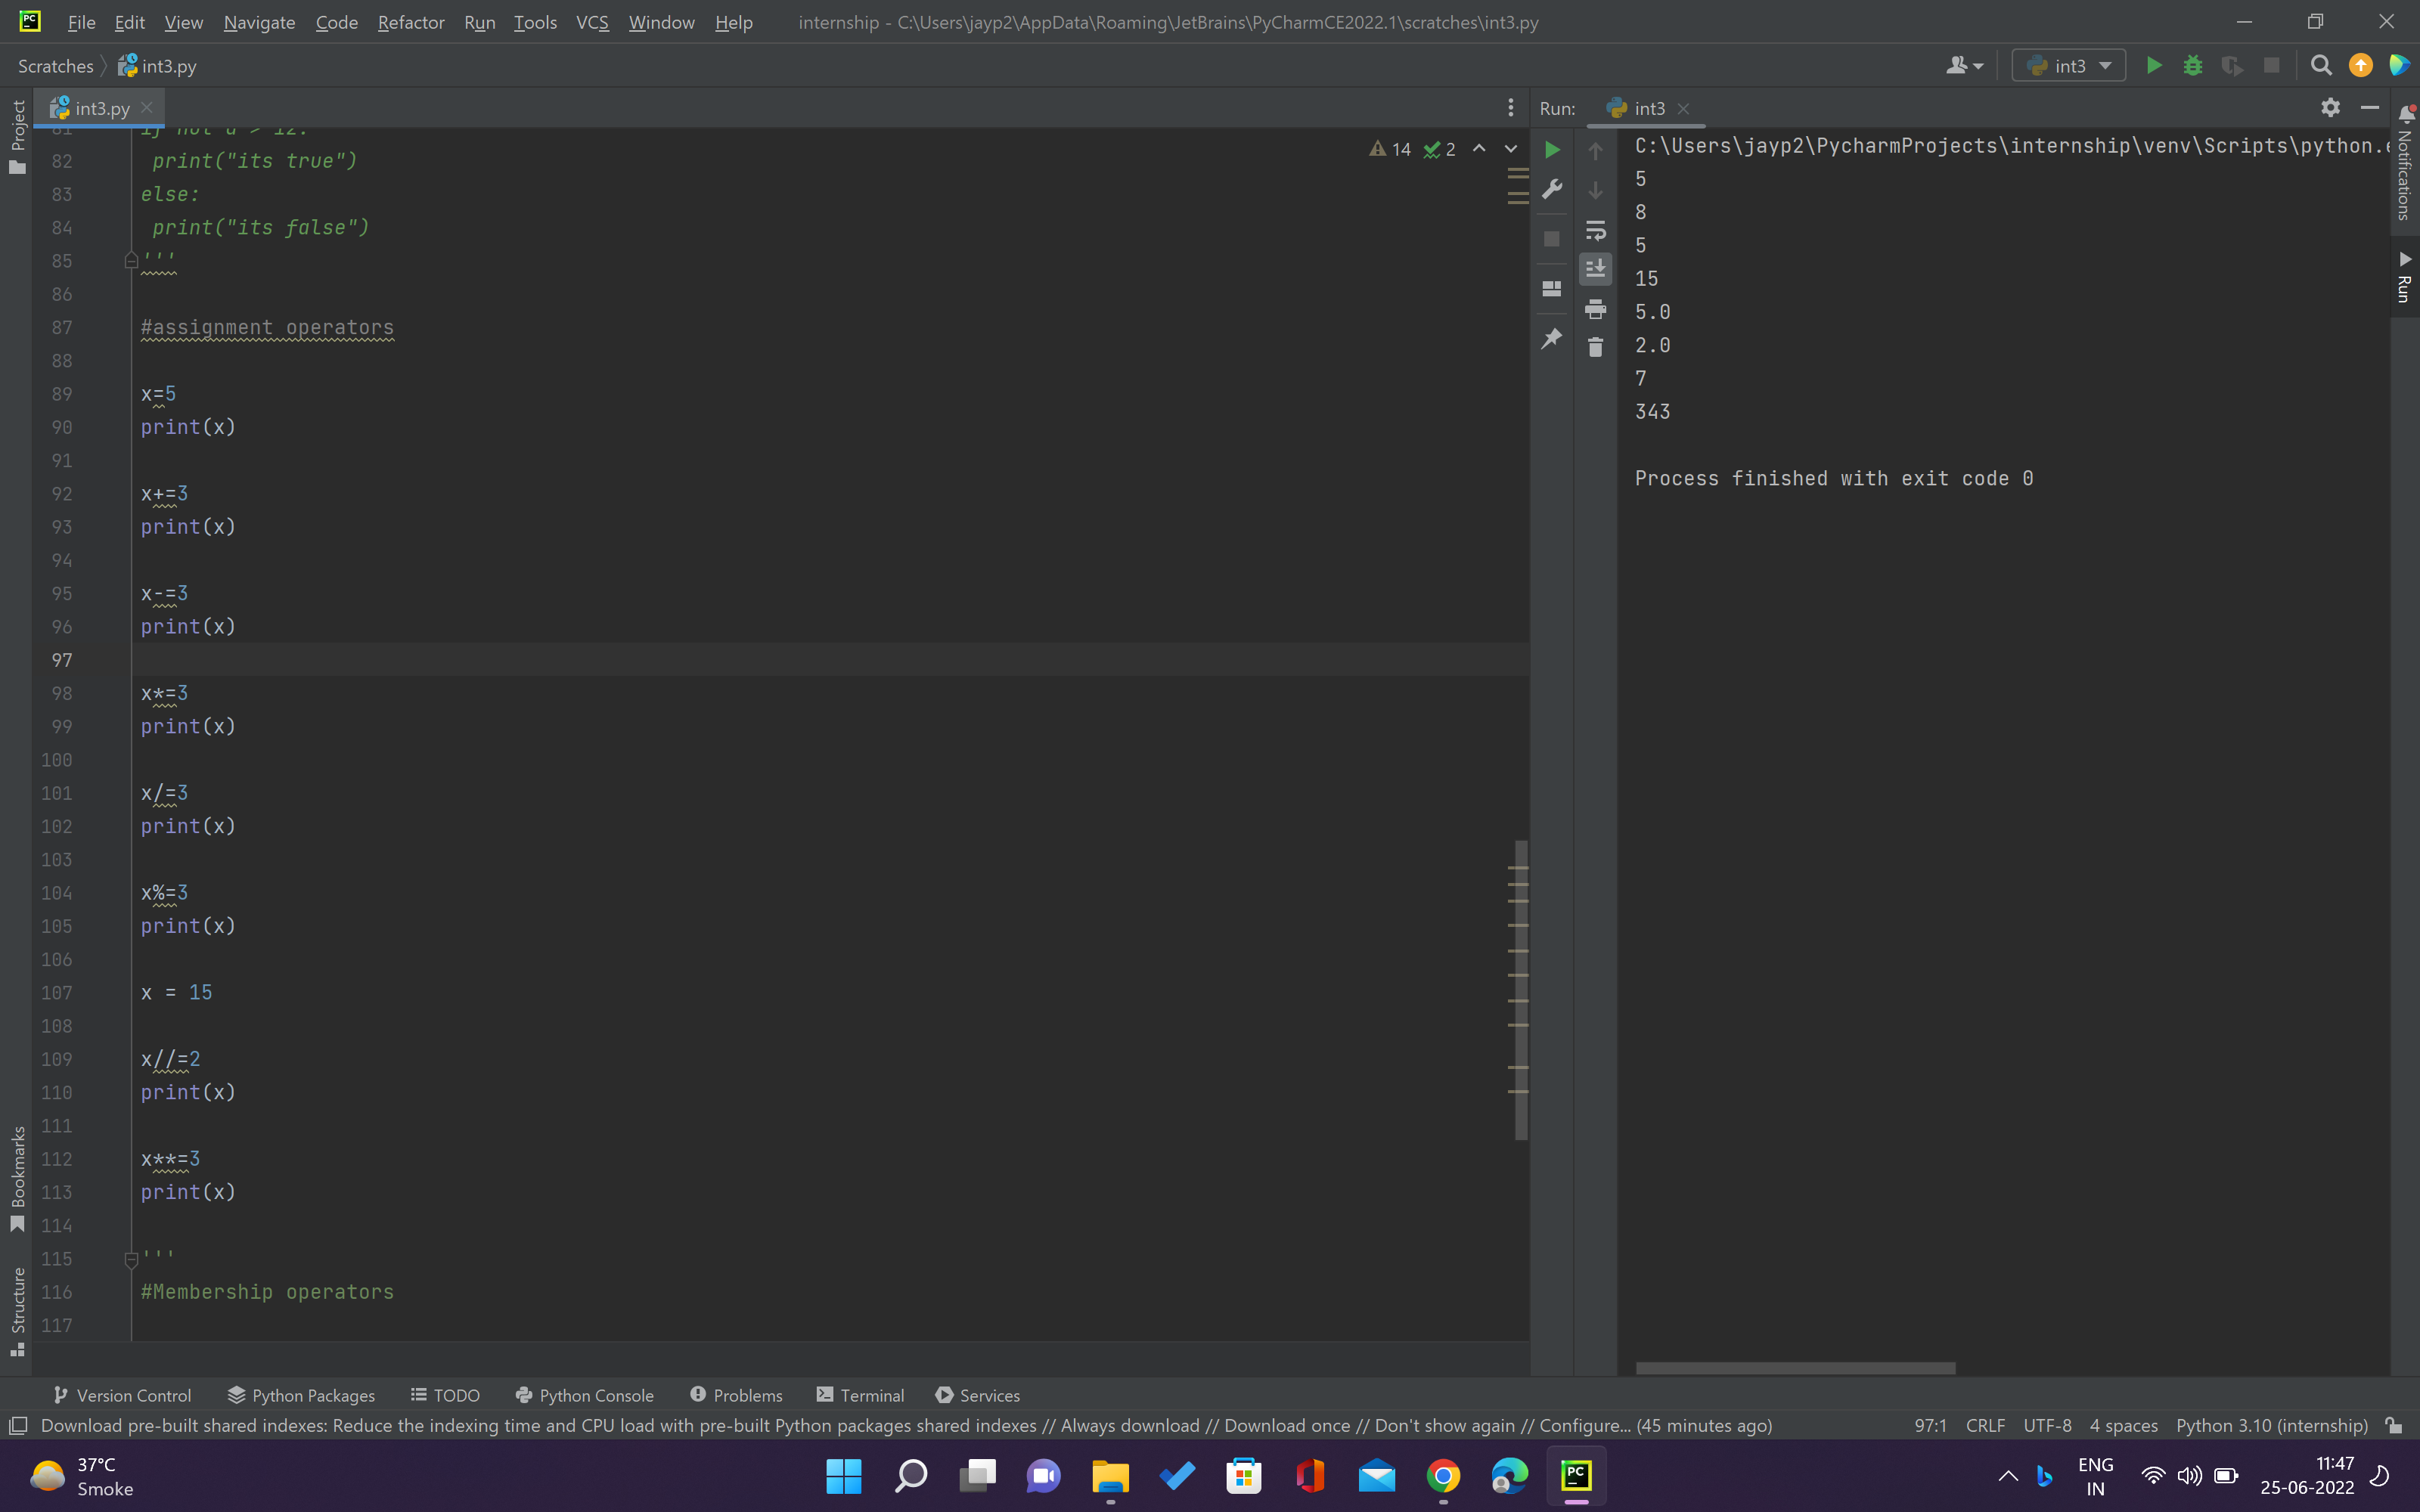 PC File Edit View Navigate Code Refactor Run Tools VCS Window Help internship - C:\Users\jayp2\AppData\Roaming\JetBrains\PyCharmCE2022.1\scratches\int3.py
Scratches int3.py int3
Project
int3.py
81 if not a > 12:
14 2
82 print("its true")
83 else:
84 print("its false")
85 '''
86
87 #assignment operators
88
89 x=5
90 print(x)
91
92 x+=3
93 print(x)
94
95 x-=3
96 print(x)
97
98 x*=3
99 print(x)
100
101 x/=3
102 print(x)
103
104 x%=3
105 print(x)
106
107 x = 15
108
109 x//=2
110 print(x)
111
112 x**=3
113 print(x)
114
115 '''
116 #Membership operators
117
Bookmarks
Structure
Run: int3
C:\Users\jayp2\PycharmProjects\internship\venv\Scripts\python.e
5
8
5
15
5.0
2.0
7
343
Process finished with exit code 0
Notifications
Run
Version Control Python Packages TODO Python Console Problems Terminal Services
Download pre-built shared indexes: Reduce the indexing time and CPU load with pre-built Python packages shared indexes // Always download // Download once // Don't show again // Configure... (45 minutes ago) 97:1 CRLF UTF-8 4 spaces Python 3.10 (internship)
37°C
Smoke
PC
ENG
IN
11:47
25-06-2022